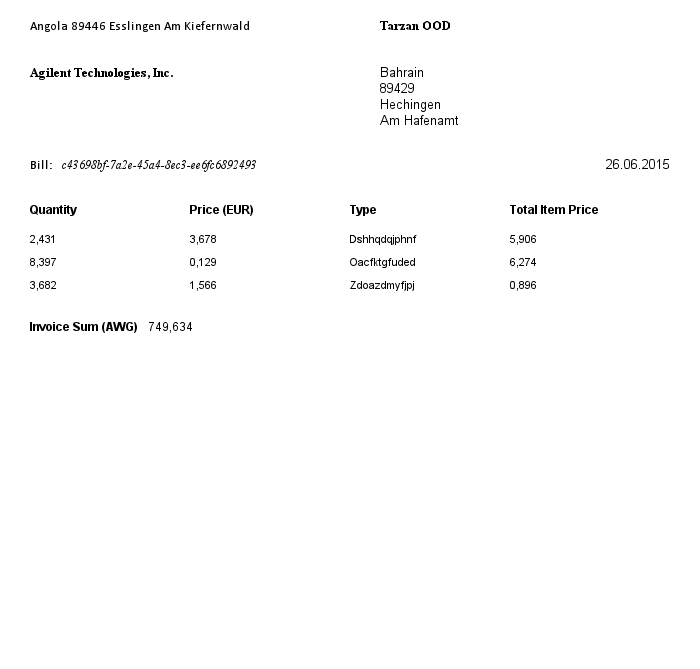 Angola 89446 Esslingen Am Kiefernwald
Tarzan OOD
Agilent Technologies, Inc.
Bahrain
89429
Hechingen
Am Hafenamt
Bill: c43698bf-7a2e-45a4-8ec3-ee6fc6892493
26.06.2015
Quantity Price (EUR) Type Total Item Price
2,431 3,678 Dshhqdqjphnf 5,906
8,397 0,129 Oacfktgfuded 6,274
3,682 1,566 Zdoazdmyfjpj 0,896
Invoice Sum (AWG) 749,634